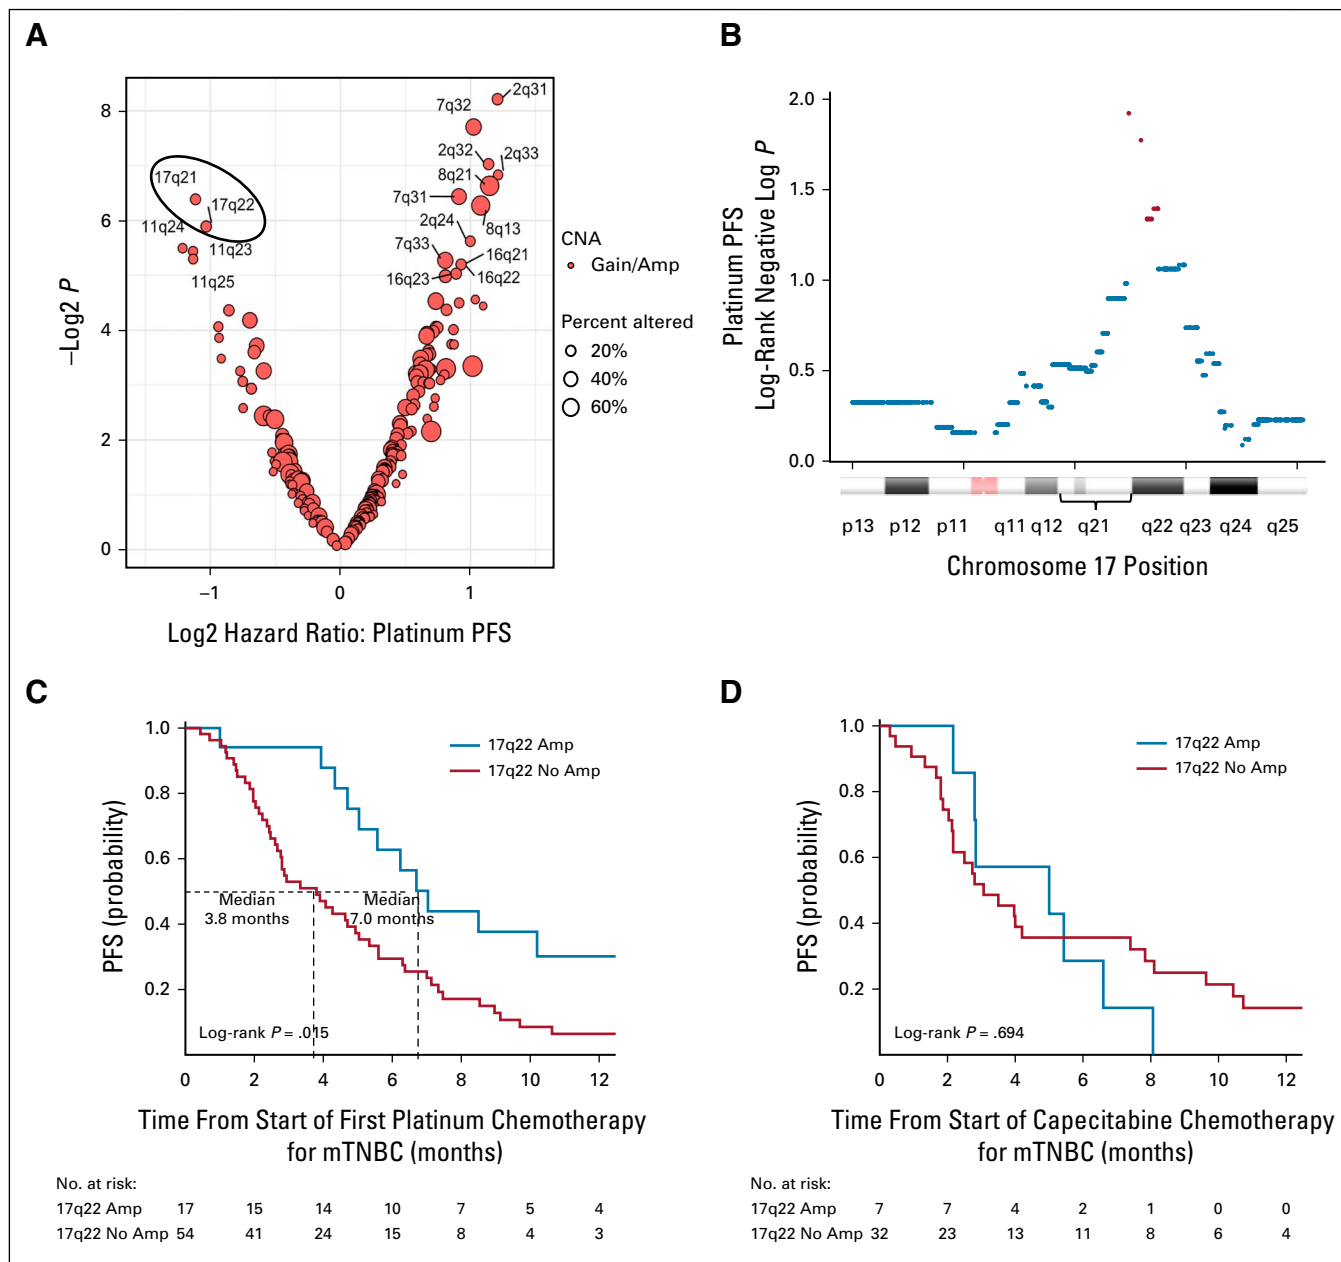 A
8
6
4
2
0
–Log2 P
2q31
7q32
2q32
2q33
8q21
7q31
2q24
8q13
7q33
16q21
16q23
16q22
17q21
17q22
11q24
11q23
11q25
–1
0
1
Log2 Hazard Ratio: Platinum PFS
CNA
Gain/Amp
Percent altered
20%
40%
60%
B
Platinum PFS
Log-Rank Negative Log P
2.0
1.5
1.0
0.5
0.0
p13 p12 p11 q11 q12 q21 q22 q23 q24 q25
Chromosome 17 Position
C
PFS (probability)
1.0
0.8
0.6
0.4
0.2
17q22 Amp
17q22 No Amp
Median
3.8 months
Median
7.0 months
Log-rank P = .015
0 2 4 6 8 10 12
Time From Start of First Platinum Chemotherapy
for mTNBC (months)
No. at risk:
17q22 Amp 17 15 14 10 7 5 4
17q22 No Amp 54 41 24 15 8 4 3
D
PFS (probability)
1.0
0.8
0.6
0.4
0.2
17q22 Amp
17q22 No Amp
Log-rank P = .694
0 2 4 6 8 10 12
Time From Start of Capecitabine Chemotherapy
for mTNBC (months)
No. at risk:
17q22 Amp 7 7 4 2 1 0 0
17q22 No Amp 32 23 13 11 8 6 4